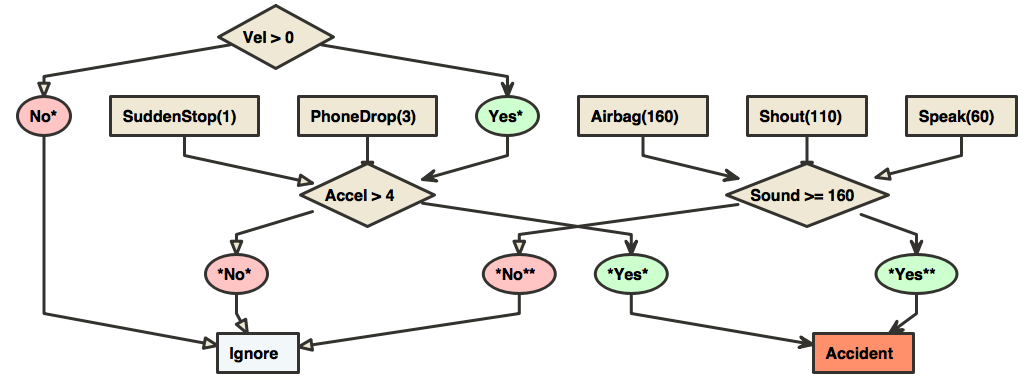 Vel > 0
No*
SuddenStop(1)
PhoneDrop(3)
Yes*
Airbag(160)
Shout(110)
Speak(60)
Accel > 4
Sound >= 160
*No*
*No**
*Yes*
*Yes**
Ignore
Accident